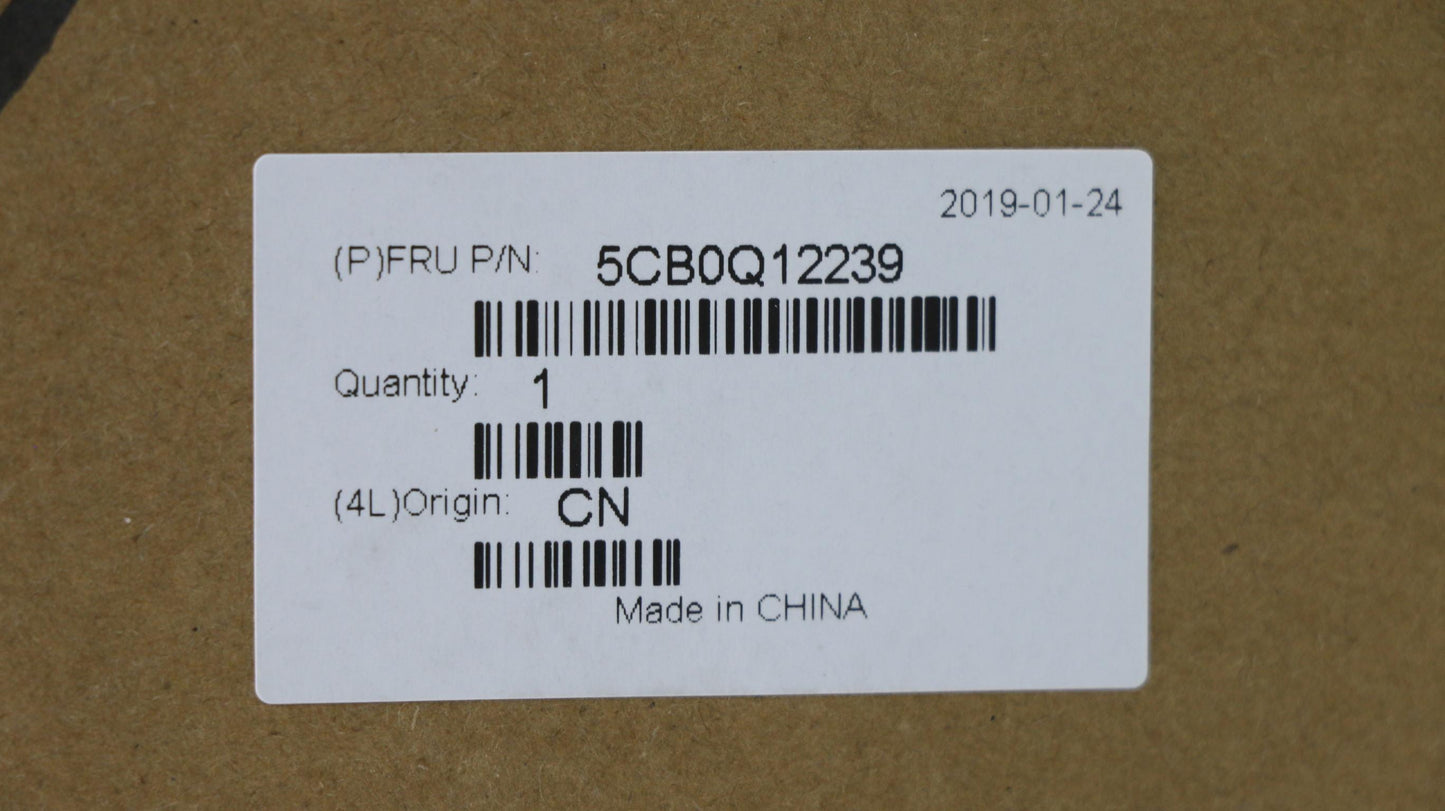 2019-01-24
(P)FRU P/N: 5CB0Q12239
Quantity: 1
(4L)Origin: CN
Made in CHINA